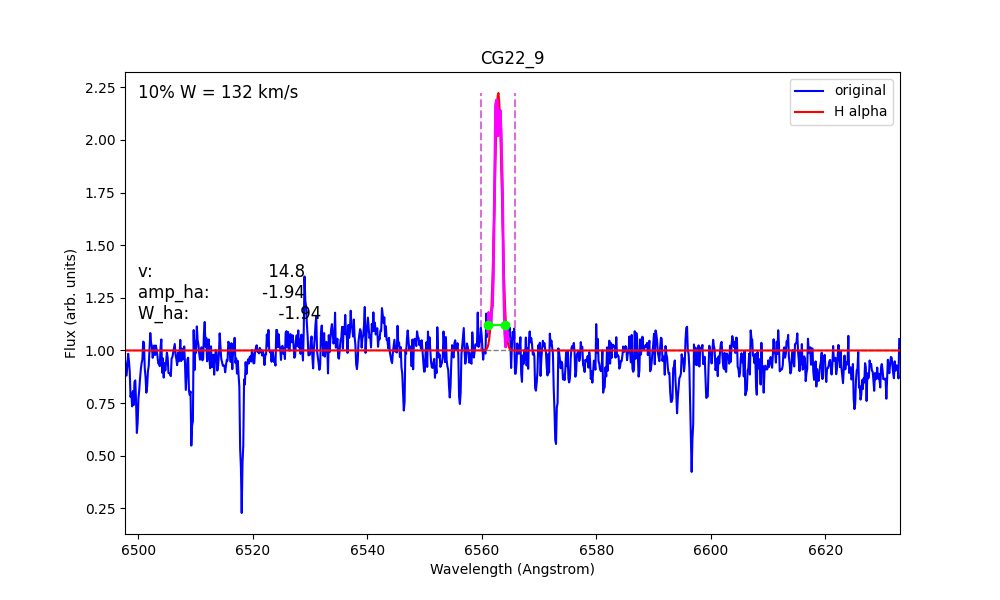 CG22_9
10% W = 132 km/s
original
H alpha
v: 14.8
amp_ha: -1.94
W_ha: -1.94
Flux (arb. units)
2.25
2.00
1.75
1.50
1.25
1.00
0.75
0.50
0.25
6500 6520 6540 6560 6580 6600 6620
Wavelength (Angstrom)